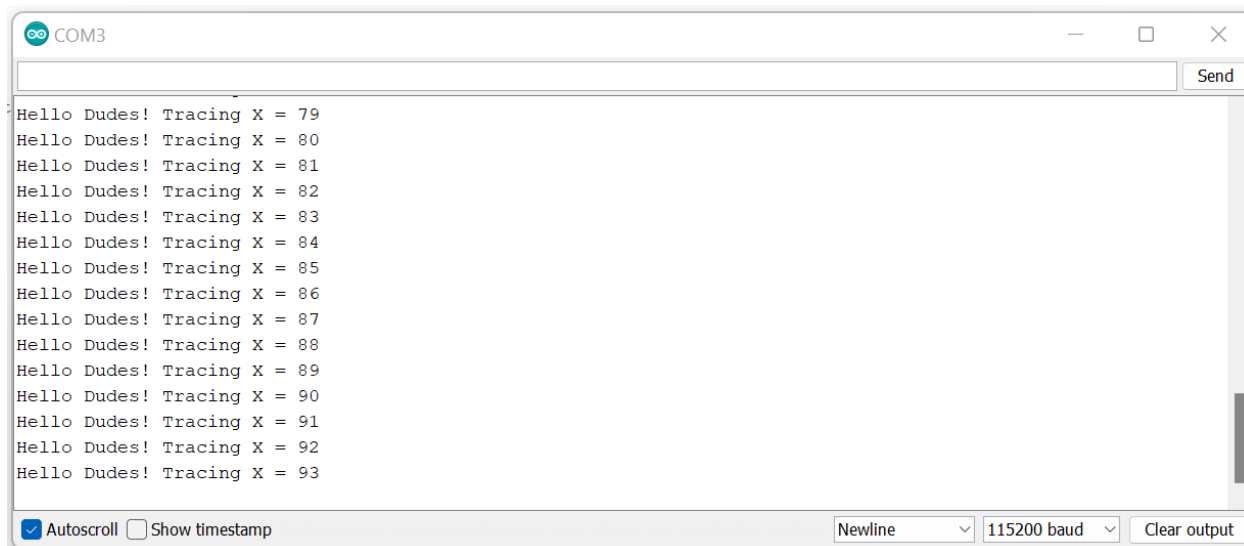 COM3
Send
Hello Dudes! Tracing X = 79
Hello Dudes! Tracing X = 80
Hello Dudes! Tracing X = 81
Hello Dudes! Tracing X = 82
Hello Dudes! Tracing X = 83
Hello Dudes! Tracing X = 84
Hello Dudes! Tracing X = 85
Hello Dudes! Tracing X = 86
Hello Dudes! Tracing X = 87
Hello Dudes! Tracing X = 88
Hello Dudes! Tracing X = 89
Hello Dudes! Tracing X = 90
Hello Dudes! Tracing X = 91
Hello Dudes! Tracing X = 92
Hello Dudes! Tracing X = 93
Autoscroll Show timestamp Newline 115200 baud Clear output